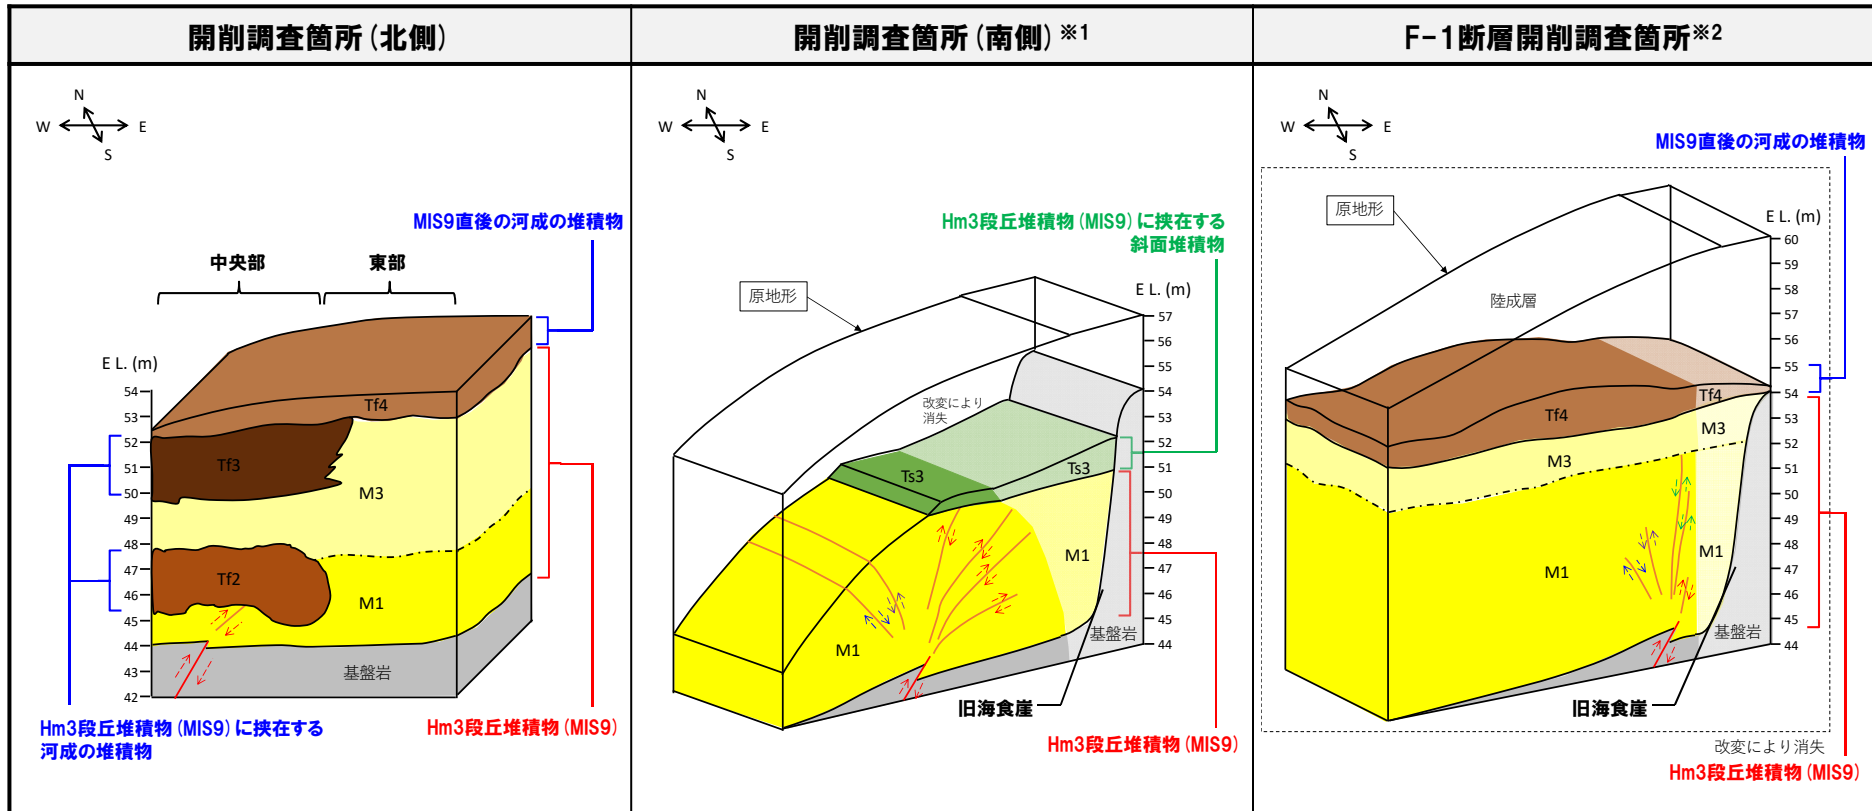 開削調査箇所(北側)
開削調査箇所(南側)※1
F-1断層開削調査箇所※2
N
W
E
S
MIS9直後の河成の堆積物
中央部
東部
E L. (m)
54
53
52
51
50
49
48
47
46
45
44
43
42
Tf4
Tf3
M3
Tf2
M1
基盤岩
Hm3段丘堆積物(MIS9)に挟在する
河成の堆積物
Hm3段丘堆積物(MIS9)
N
W
E
S
Hm3段丘堆積物(MIS9)に挟在する
斜面堆積物
原地形
E L. (m)
57
56
55
54
53
52
51
50
49
48
47
46
45
44
改変により
消失
Ts3
Ts3
M1
M1
基盤岩
旧海食崖
Hm3段丘堆積物(MIS9)
N
W
E
S
MIS9直後の河成の堆積物
原地形
E L. (m)
60
59
58
57
56
55
54
53
52
51
50
49
48
47
46
45
44
陸成層
Tf4
Tf4
M3
M3
M1
M1
基盤岩
旧海食崖
改変により消失
Hm3段丘堆積物(MIS9)